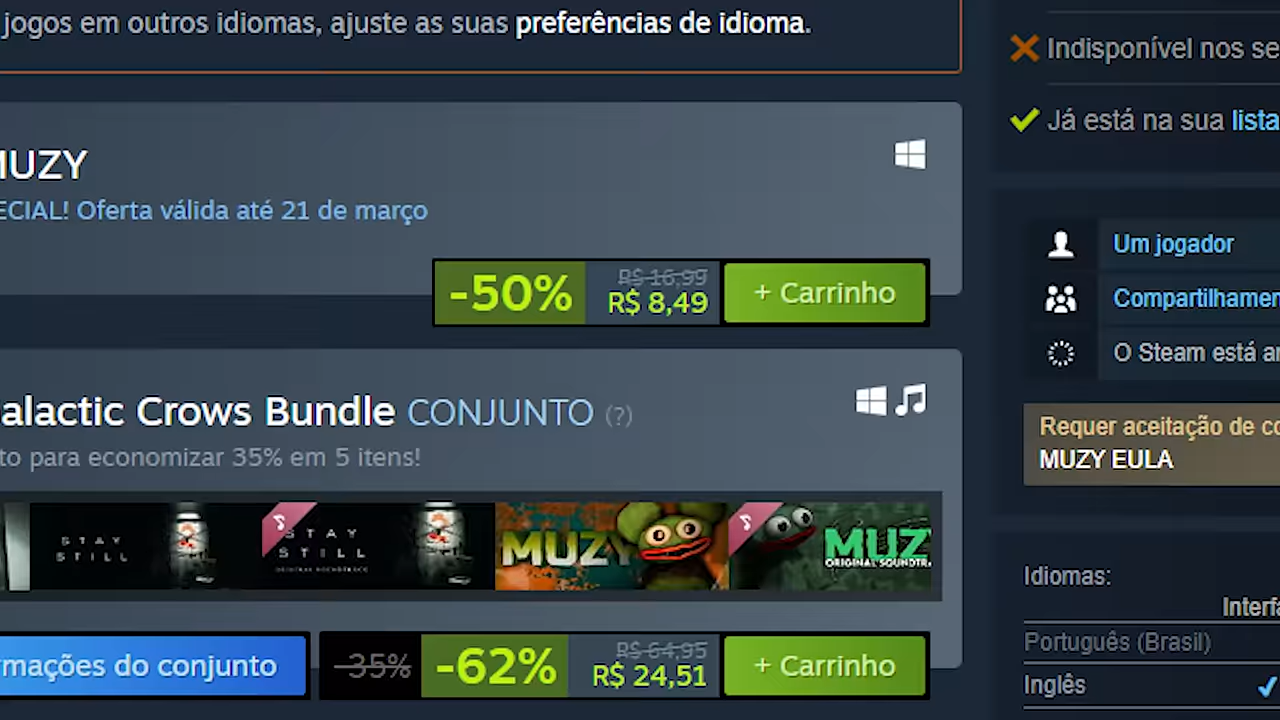 jogos em outros idiomas, ajuste as suas preferências de idioma.
MUZY
ECIAL! Oferta válida até 21 de março
-50%
R$ 16,99
R$ 8,49
+ Carrinho
alactic Crows Bundle CONJUNTO (?)
to para economizar 35% em 5 itens!
STAY
STILL
STAY
STILL
ORIGINAL SOUNDTRACK
MUZY
MUZY
ORIGINAL SOUNDTRA
rmações do conjunto
-35%
-62%
R$ 64,95
R$ 24,51
+ Carrinho
Indisponível nos se
Já está na sua lista
Um jogador
Compartilhamen
O Steam está a
Requer aceitação de co
MUZY EULA
Idiomas:
Interfa
Português (Brasil)
Inglês